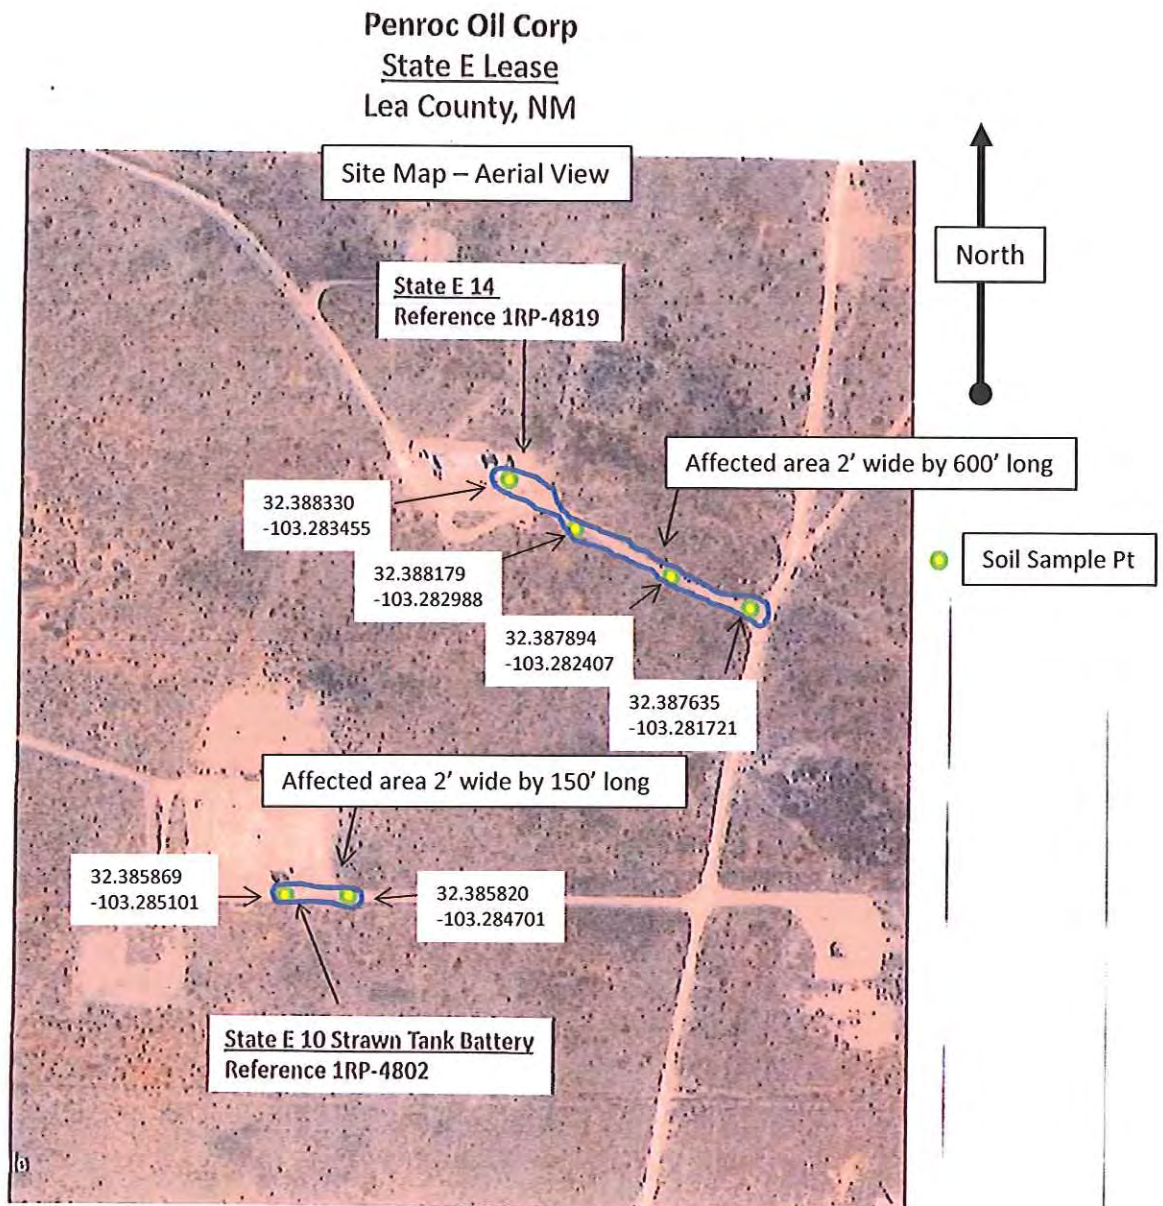 Penroc Oil Corp
State E Lease
Lea County, NM
Site Map – Aerial View
North
State E 14
Reference 1RP-4819
Affected area 2’ wide by 600’ long
32.388330
-103.283455
Soil Sample Pt
32.388179
-103.282988
32.387894
-103.282407
32.387635
-103.281721
Affected area 2’ wide by 150’ long
32.385869
-103.285101
32.385820
-103.284701
State E 10 Strawn Tank Battery
Reference 1RP-4802